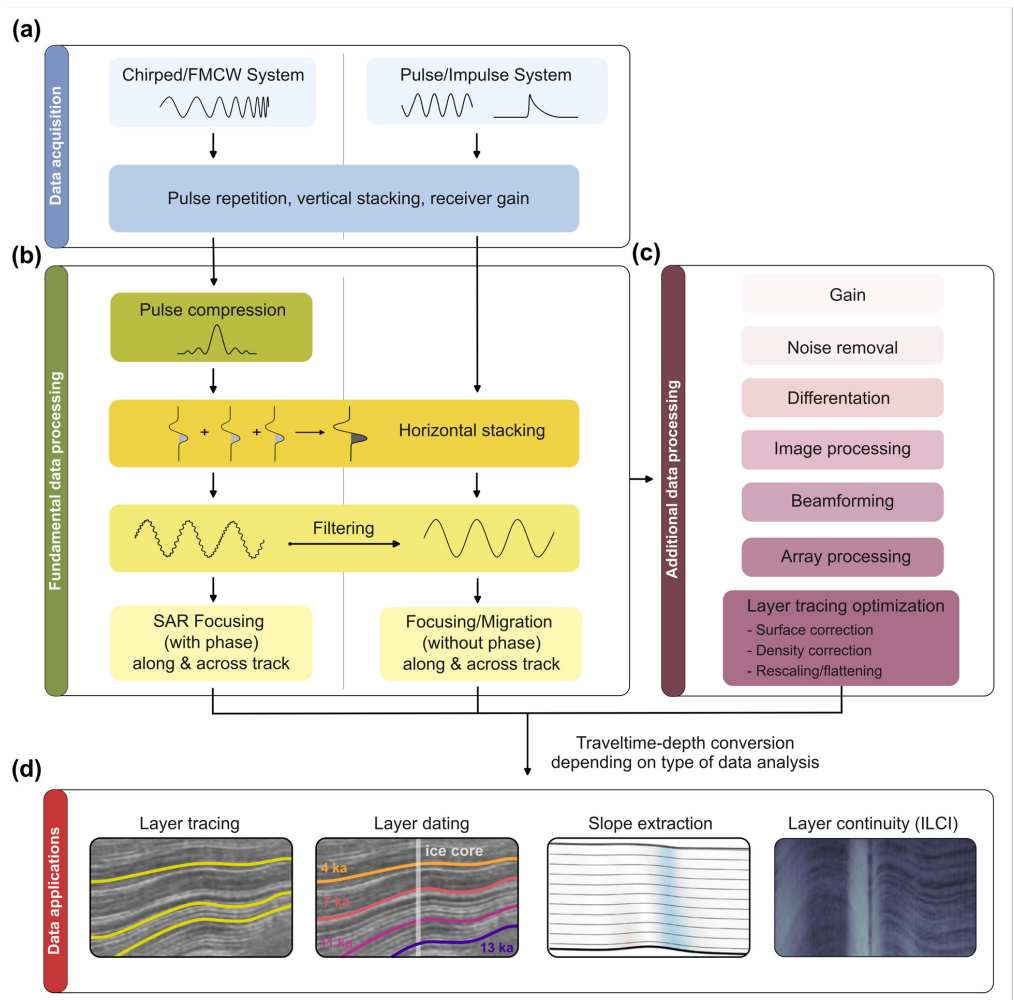 (a)
Data acquisition
Chirped/FMCW System
Pulse/Impulse System
Pulse repetition, vertical stacking, receiver gain
(b)
Fundamental data processing
Pulse compression
+ +
Horizontal stacking
Filtering
SAR Focusing
(with phase)
along & across track
Focusing/Migration
(without phase)
along & across track
(c)
Additional data processing
Gain
Noise removal
Differentation
Image processing
Beamforming
Array processing
Layer tracing optimization
- Surface correction
- Density correction
- Rescaling/flattening
Traveltime-depth conversion
depending on type of data analysis
(d)
Data applications
Layer tracing
Layer dating
ice core
4 ka
7 ka
11 ka
13 ka
Slope extraction
Layer continuity (ILCI)